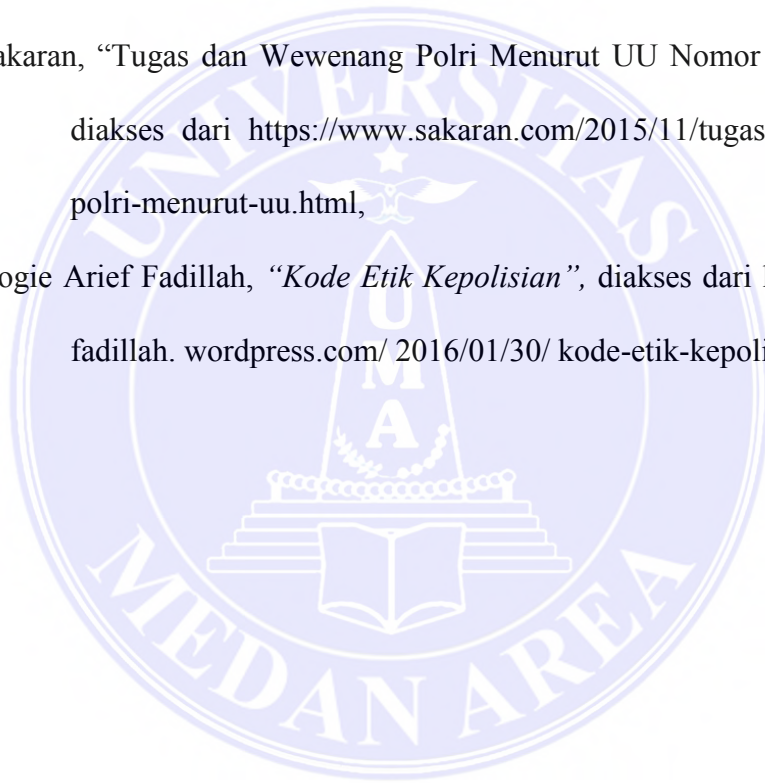 akaran, “Tugas dan Wewenang Polri Menurut UU Nomor
diakses dari https://www.sakaran.com/2015/11/tugas
polri-menurut-uu.html,
ogie Arief Fadillah, “Kode Etik Kepolisian”, diakses dari
fadillah. wordpress.com/ 2016/01/30/ kode-etik-kepoli
UNIVERSITAS
U
M
A
MEDAN AREA